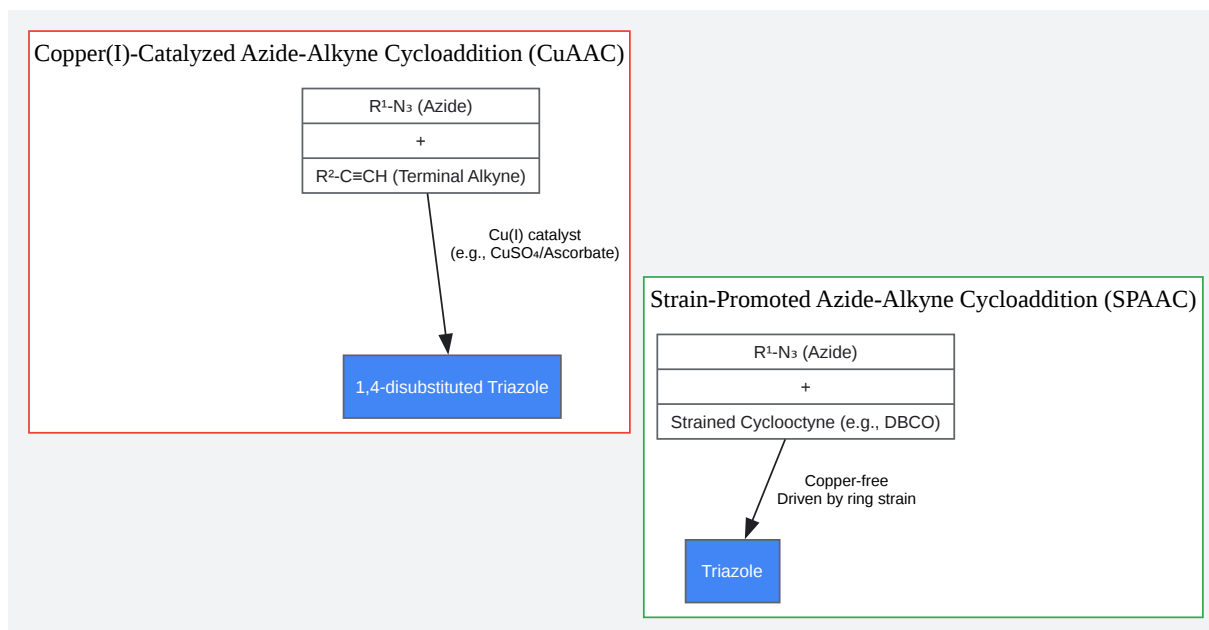 Copper(I)-Catalyzed Azide-Alkyne Cycloaddition (CuAAC)
R¹-N₃ (Azide)
+
R²-C≡CH (Terminal Alkyne)
Cu(I) catalyst
(e.g., CuSO₄/Ascorbate)
1,4-disubstituted Triazole
Strain-Promoted Azide-Alkyne Cycloaddition (SPAAC)
R¹-N₃ (Azide)
+
Strained Cyclooctyne (e.g., DBCO)
Copper-free
Driven by ring strain
Triazole